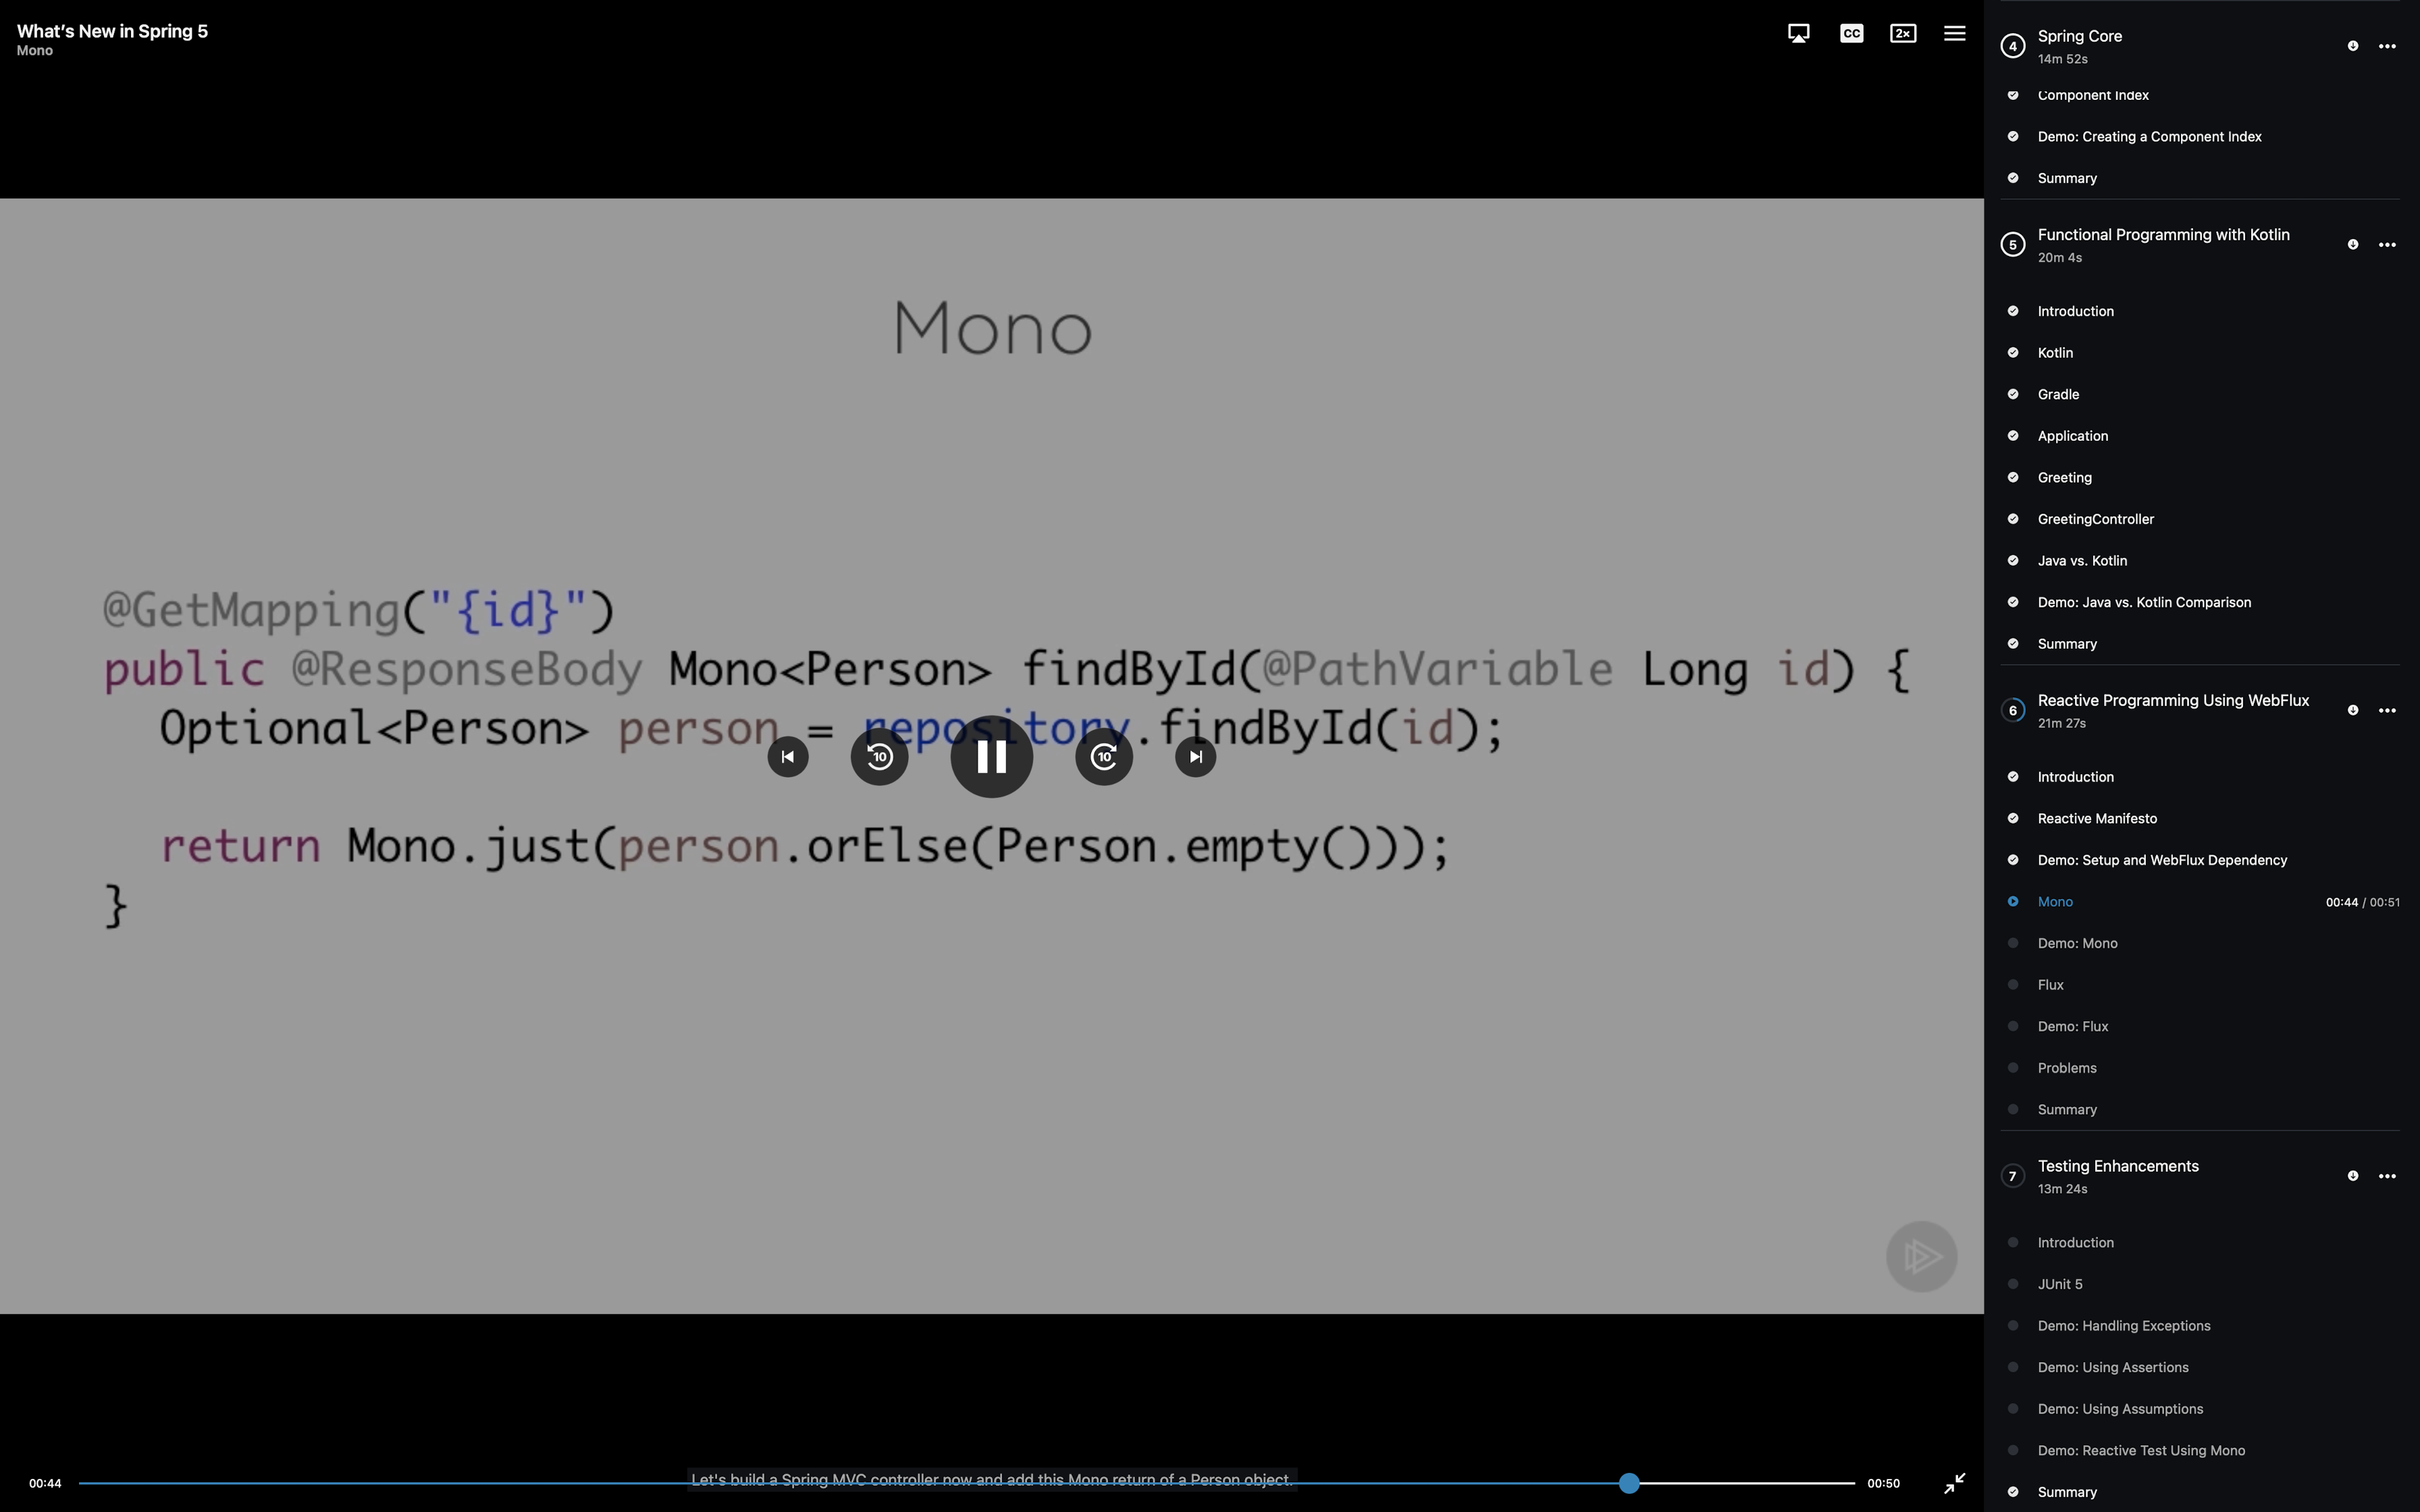 What's New in Spring 5
Mono
CC
2×
Mono
@GetMapping("{id}")
public @ResponseBody Mono<Person> findById(@PathVariable Long id) {
Optional<Person> person = repository.findById(id);
10
10
return Mono.just(person.orElse(Person.empty()));
}
Let's build a Spring MVC controller now and add this Mono return of a Person object.
00:44
00:50
4
Spring Core
14m 52s
Component Index
Demo: Creating a Component Index
Summary
5
Functional Programming with Kotlin
20m 4s
Introduction
Kotlin
Gradle
Application
Greeting
GreetingController
Java vs. Kotlin
Demo: Java vs. Kotlin Comparison
Summary
6
Reactive Programming Using WebFlux
21m 27s
Introduction
Reactive Manifesto
Demo: Setup and WebFlux Dependency
Mono 00:44 / 00:51
Demo: Mono
Flux
Demo: Flux
Problems
Summary
7
Testing Enhancements
13m 24s
Introduction
JUnit 5
Demo: Handling Exceptions
Demo: Using Assertions
Demo: Using Assumptions
Demo: Reactive Test Using Mono
Summary